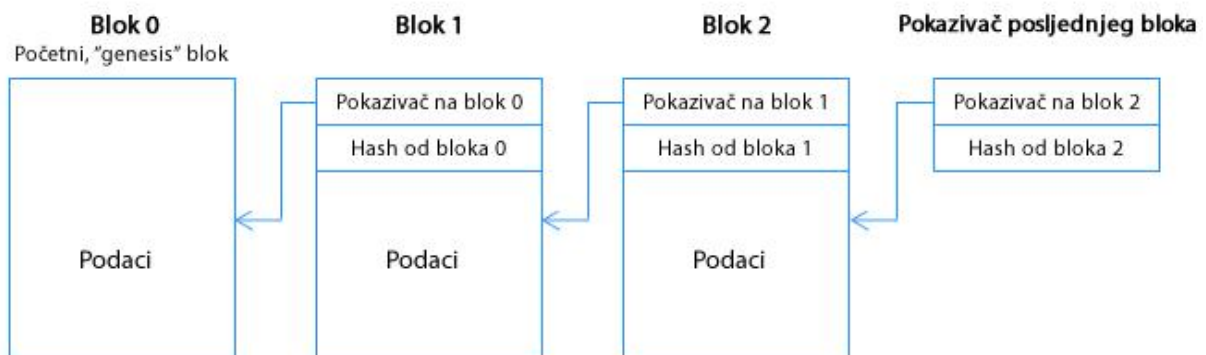 Blok 0
Početni, "genesis" blok
Podaci
Blok 1
Pokazivač na blok 0
Hash od bloka 0
Podaci
Blok 2
Pokazivač na blok 1
Hash od bloka 1
Podaci
Pokazivač posljednjeg bloka
Pokazivač na blok 2
Hash od bloka 2